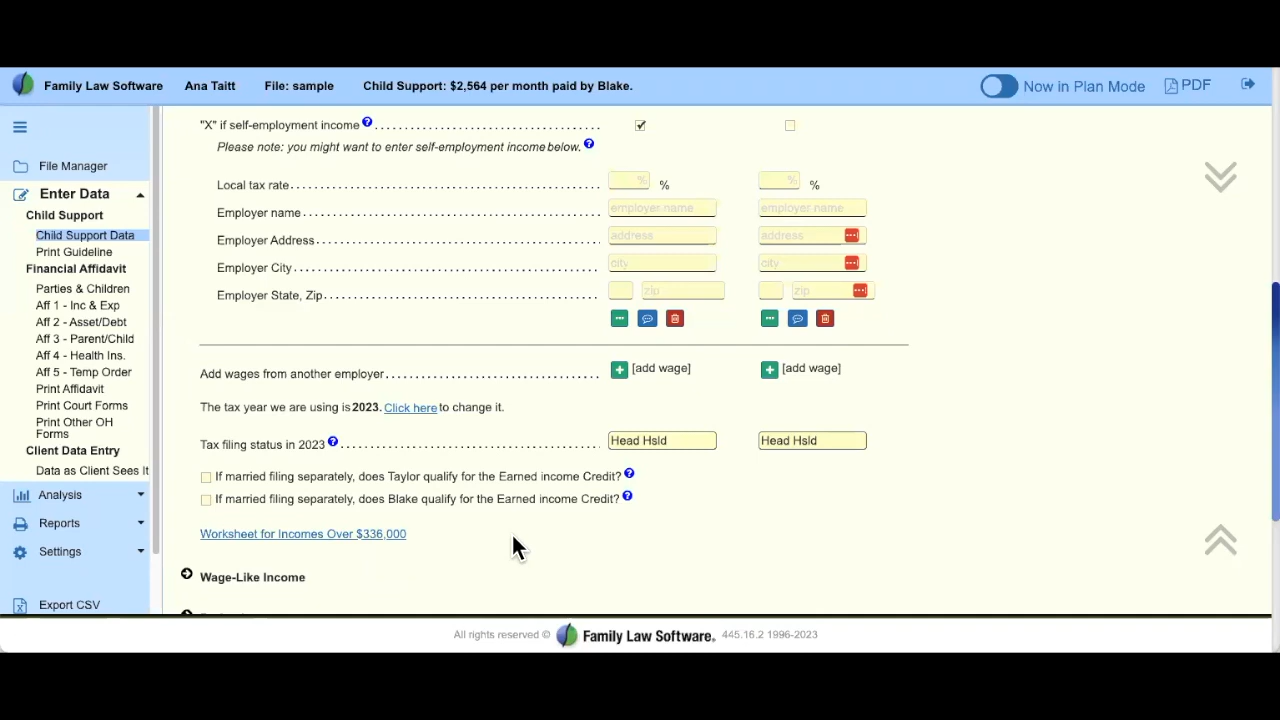 Family Law Software Ana Taitt File: sample Child Support: $2,564 per month paid by Blake. Now in Plan Mode PDF
File Manager
Enter Data
Child Support
Child Support Data
Print Guideline
Financial Affidavit
Parties & Children
Aff 1 - Inc & Exp
Aff 2 - Asset/Debt
Aff 3 - Parent/Child
Aff 4 - Health Ins.
Aff 5 - Temp Order
Print Affidavit
Print Court Forms
Print Other OH
Forms
Client Data Entry
Data as Client Sees It
Analysis
Reports
Settings
Export CSV
"X" if self-employment income
Please note: you might want to enter self-employment income below.
Local tax rate % % % %
Employer name employer name employer name
Employer Address address address
Employer City city city
Employer State, Zip zip zip
Add wages from another employer [add wage] [add wage]
The tax year we are using is 2023. Click here to change it.
Tax filing status in 2023 Head Hsld Head Hsld
If married filing separately, does Taylor qualify for the Earned income Credit?
If married filing separately, does Blake qualify for the Earned income Credit?
Worksheet for Incomes Over $336,000
Wage-Like Income
All rights reserved © Family Law Software. 445.16.2 1996-2023